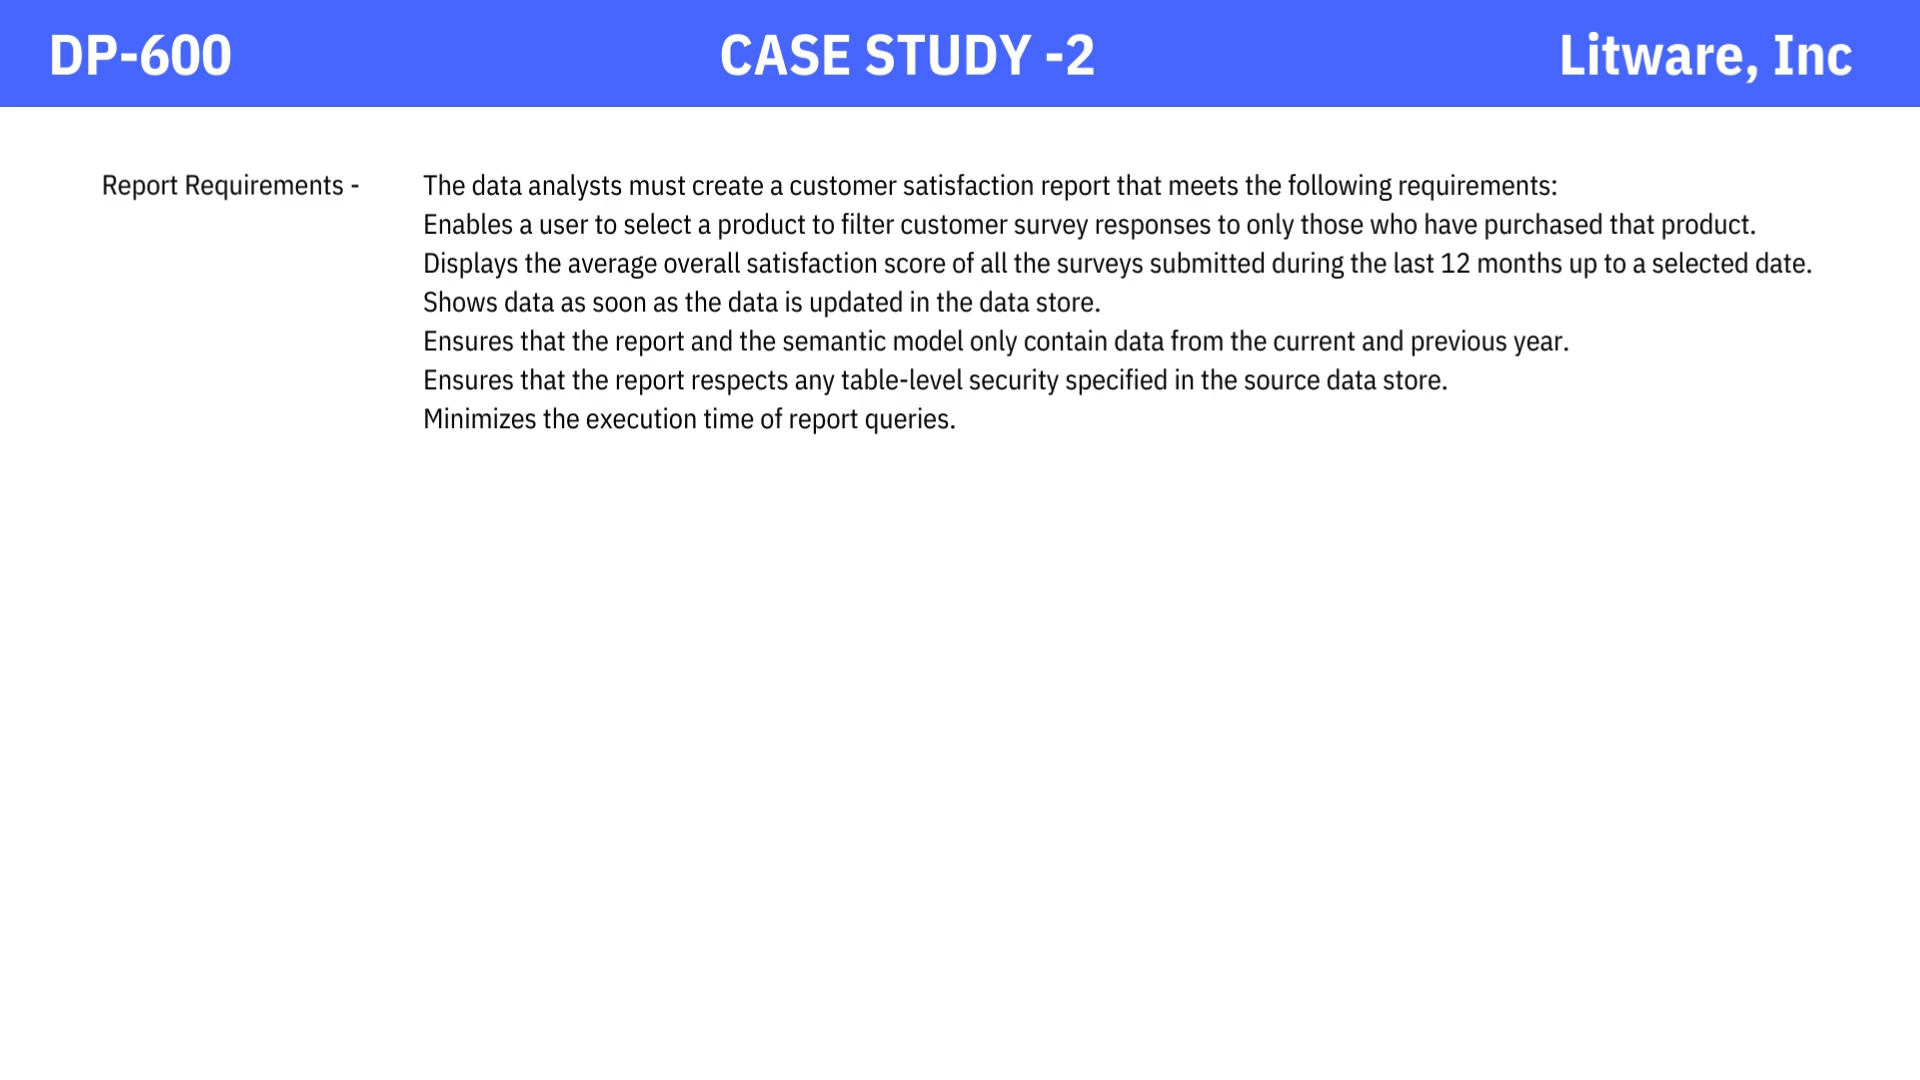 DP-600
CASE STUDY -2
Litware, Inc
Report Requirements -
The data analysts must create a customer satisfaction report that meets the following requirements:
Enables a user to select a product to filter customer survey responses to only those who have purchased that product.
Displays the average overall satisfaction score of all the surveys submitted during the last 12 months up to a selected date.
Shows data as soon as the data is updated in the data store.
Ensures that the report and the semantic model only contain data from the current and previous year.
Ensures that the report respects any table-level security specified in the source data store.
Minimizes the execution time of report queries.